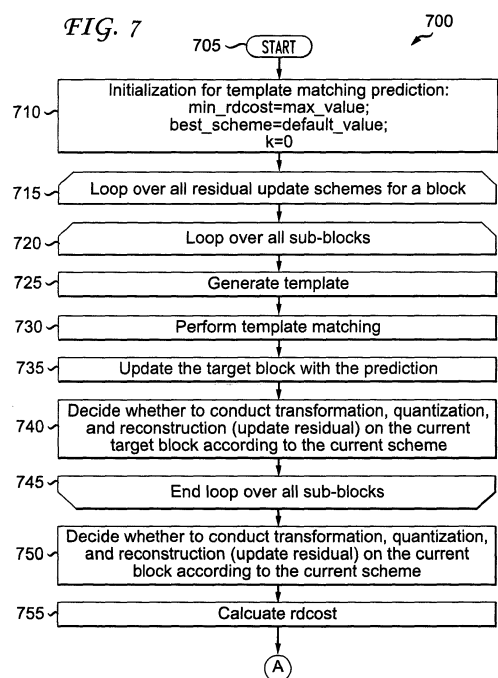 FIG. 7
700
705
START
710
Initialization for template matching prediction:
min_rdcost=max_value;
best_scheme=default_value;
k=0
715
Loop over all residual update schemes for a block
720
Loop over all sub-blocks
725
Generate template
730
Perform template matching
735
Update the target block with the prediction
740
Decide whether to conduct transformation, quantization,
and reconstruction (update residual) on the current
target block according to the current scheme
745
End loop over all sub-blocks
750
Decide whether to conduct transformation, quantization,
and reconstruction (update residual) on the current
block according to the current scheme
755
Calcuate rdcost
A